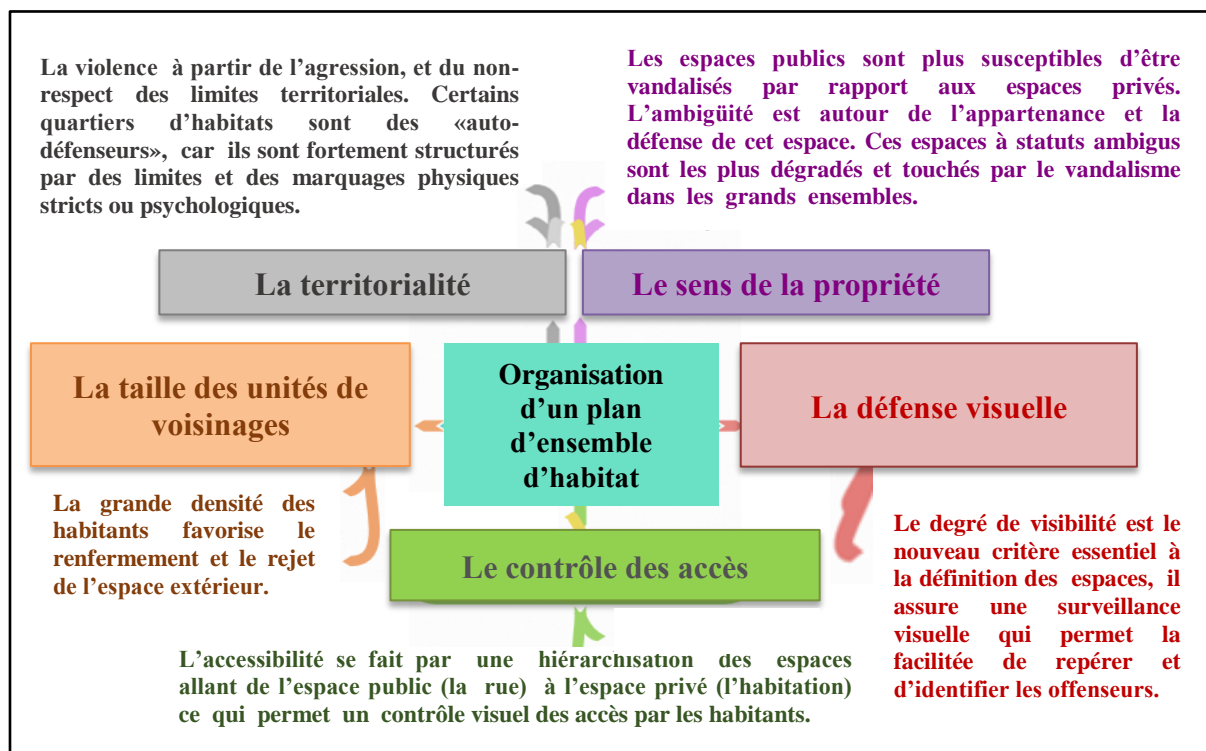 La violence à partir de l’agression, et du non-
respect des limites territoriales. Certains
quartiers d’habitats sont des «auto-
défenseurs», car ils sont fortement structurés
par des limites et des marquages physiques
stricts ou psychologiques.
Les espaces publics sont plus susceptibles d’être
vandalisés par rapport aux espaces privés.
L’ambigüité est autour de l’appartenance et la
défense de cet espace. Ces espaces à statuts ambigus
sont les plus dégradés et touchés par le vandalisme
dans les grands ensembles.
La territorialité
Le sens de la propriété
La taille des unités de
voisinages
Organisation
d’un plan
d’ensemble
d’habitat
La défense visuelle
La grande densité des
habitants favorise le
renfermement et le rejet
de l’espace extérieur.
Le contrôle des accès
Le degré de visibilité est le
nouveau critère essentiel à
la définition des espaces, il
assure une surveillance
visuelle qui permet la
facilitée de repérer et
d’identifier les offenseurs.
L’accessibilité se fait par une hiérarchisation des espaces
allant de l’espace public (la rue) à l’espace privé (l’habitation)
ce qui permet un contrôle visuel des accès par les habitants.